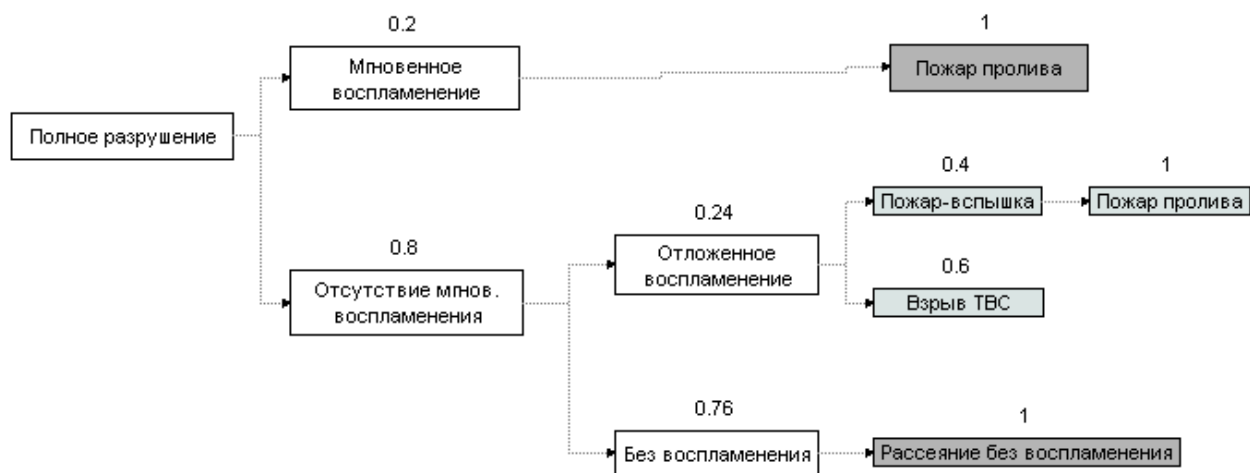 0.2
1
Мгновенное
воспламенение
Пожар пролива
Полное разрушение
0.4
1
Пожар-вспышка
Пожар пролива
0.24
0.8
Отложенное
воспламенение
0.6
Отсутствие мгнов.
воспламенения
Взрыв ТВС
0.76
1
Без воспламенения
Рассеяние без воспламенения